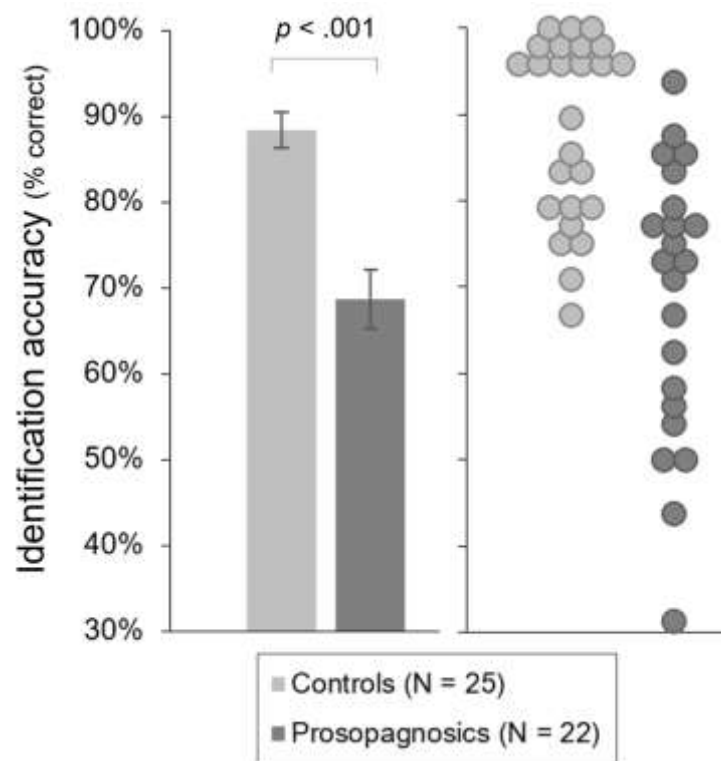 Identification accuracy (% correct)
100%
90%
80%
70%
60%
50%
40%
30%
p < .001
Controls (N = 25)
Prosopagnosics (N = 22)